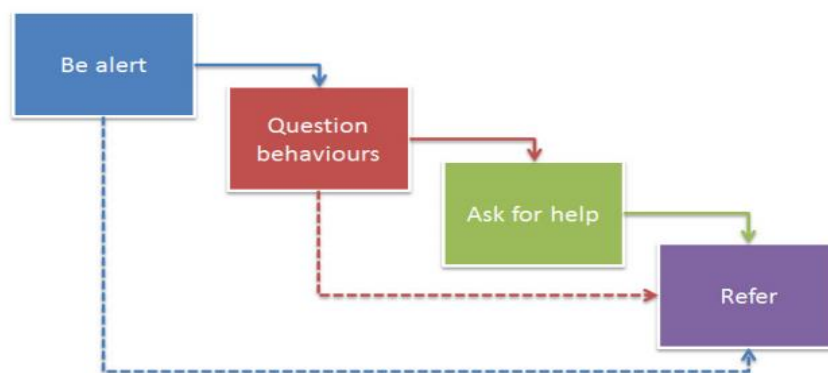 Be alert
Question
behaviours
Ask for help
Refer